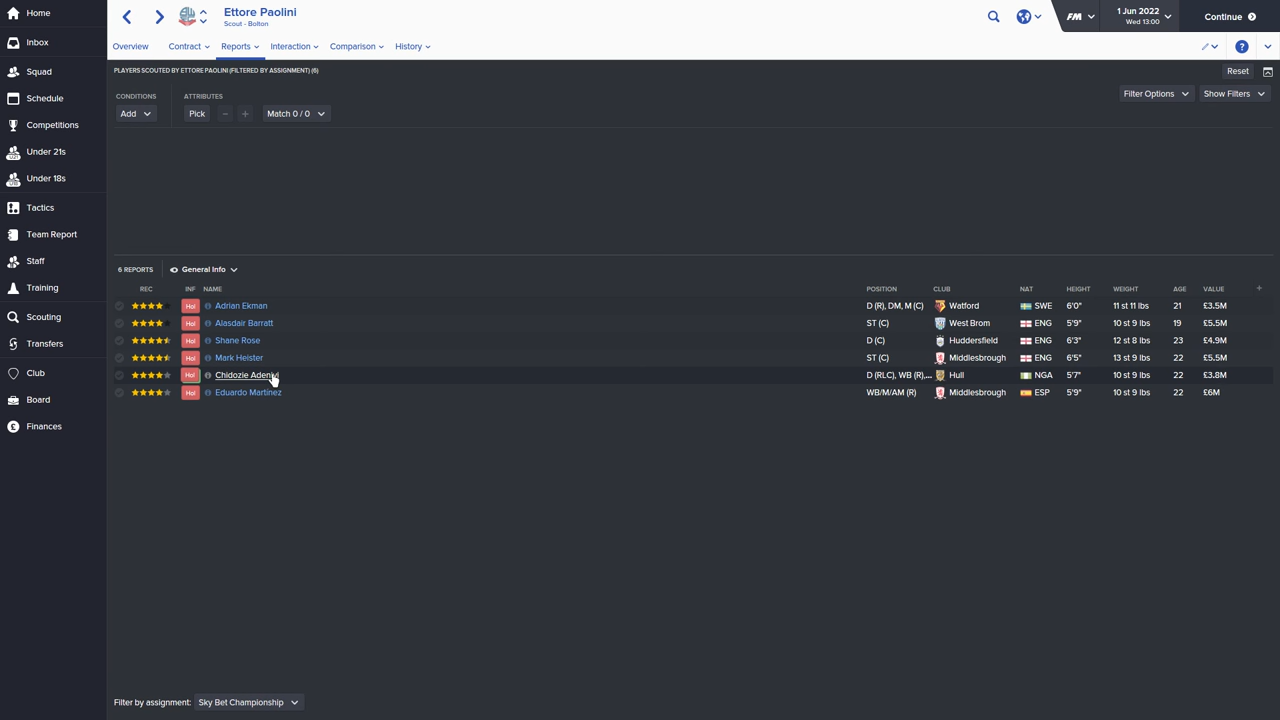 Home
Inbox
Squad
Schedule
Competitions
Under 21s
Under 18s
Tactics
Team Report
Staff
Training
Scouting
Transfers
Club
Board
Finances
Ettore Paolini
Scout - Bolton
FM
1 Jun 2022
Wed 13:00
Continue
Overview
Contract
Reports
Interaction
Comparison
History
?
PLAYERS SCOUTED BY ETTORE PAOLINI (FILTERED BY ASSIGNMENT) (6)
Reset
CONDITIONS
ATTRIBUTES
Add
Pick
Match 0 / 0
Filter Options
Show Filters
6 REPORTS
General Info
REC INF NAME POSITION CLUB NAT HEIGHT WEIGHT AGE VALUE
Hol Adrian Ekman D (R), DM, M (C) Watford SWE 6'0" 11 st 11 lbs 21 £3.5M
Hol Alasdair Barratt ST (C) West Brom ENG 5'9" 10 st 9 lbs 19 £5.5M
Hol Shane Rose D (C) Huddersfield ENG 6'3" 12 st 8 lbs 23 £4.9M
Hol Mark Heister ST (C) Middlesbrough ENG 6'5" 13 st 9 lbs 22 £5.5M
Hol Chidozie D (RLC), WB (R),... Hull NGA 5'7" 10 st 9 lbs 22 £3.8M
Hol Eduardo Martínez WB/M/AM (R) Middlesbrough ESP 5'9" 10 st 9 lbs 22 £6M
Filter by assignment: Sky Bet Championship